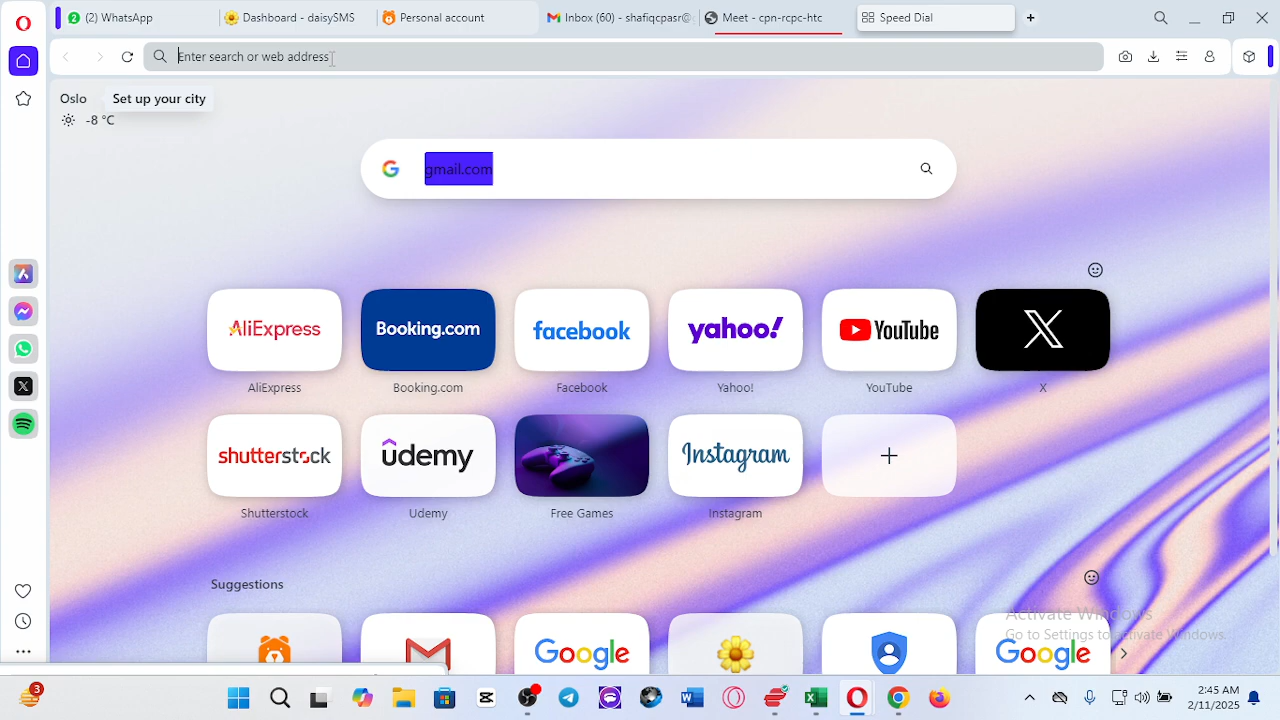 2 (2) WhatsApp
Dashboard - daisySMS
Personal account
Inbox (60) - shafiqcpasr@
Meet - cpm rcpc-htc
Speed Dial
Enter search or web address
Oslo
Set up your city
-8 °C
gmail.com
AliExpress
Booking.com
facebook
yahoo!
YouTube
X
AliExpress
Booking.com
Facebook
Yahoo!
YouTube
X
shutterstock
udemy
Instagram
Shutterstock
Udemy
Free Games
Instagram
Suggestions
Google
Google
Activate Windows
Go to Settings to activate Windows.
3
2:45 AM
2/11/2025